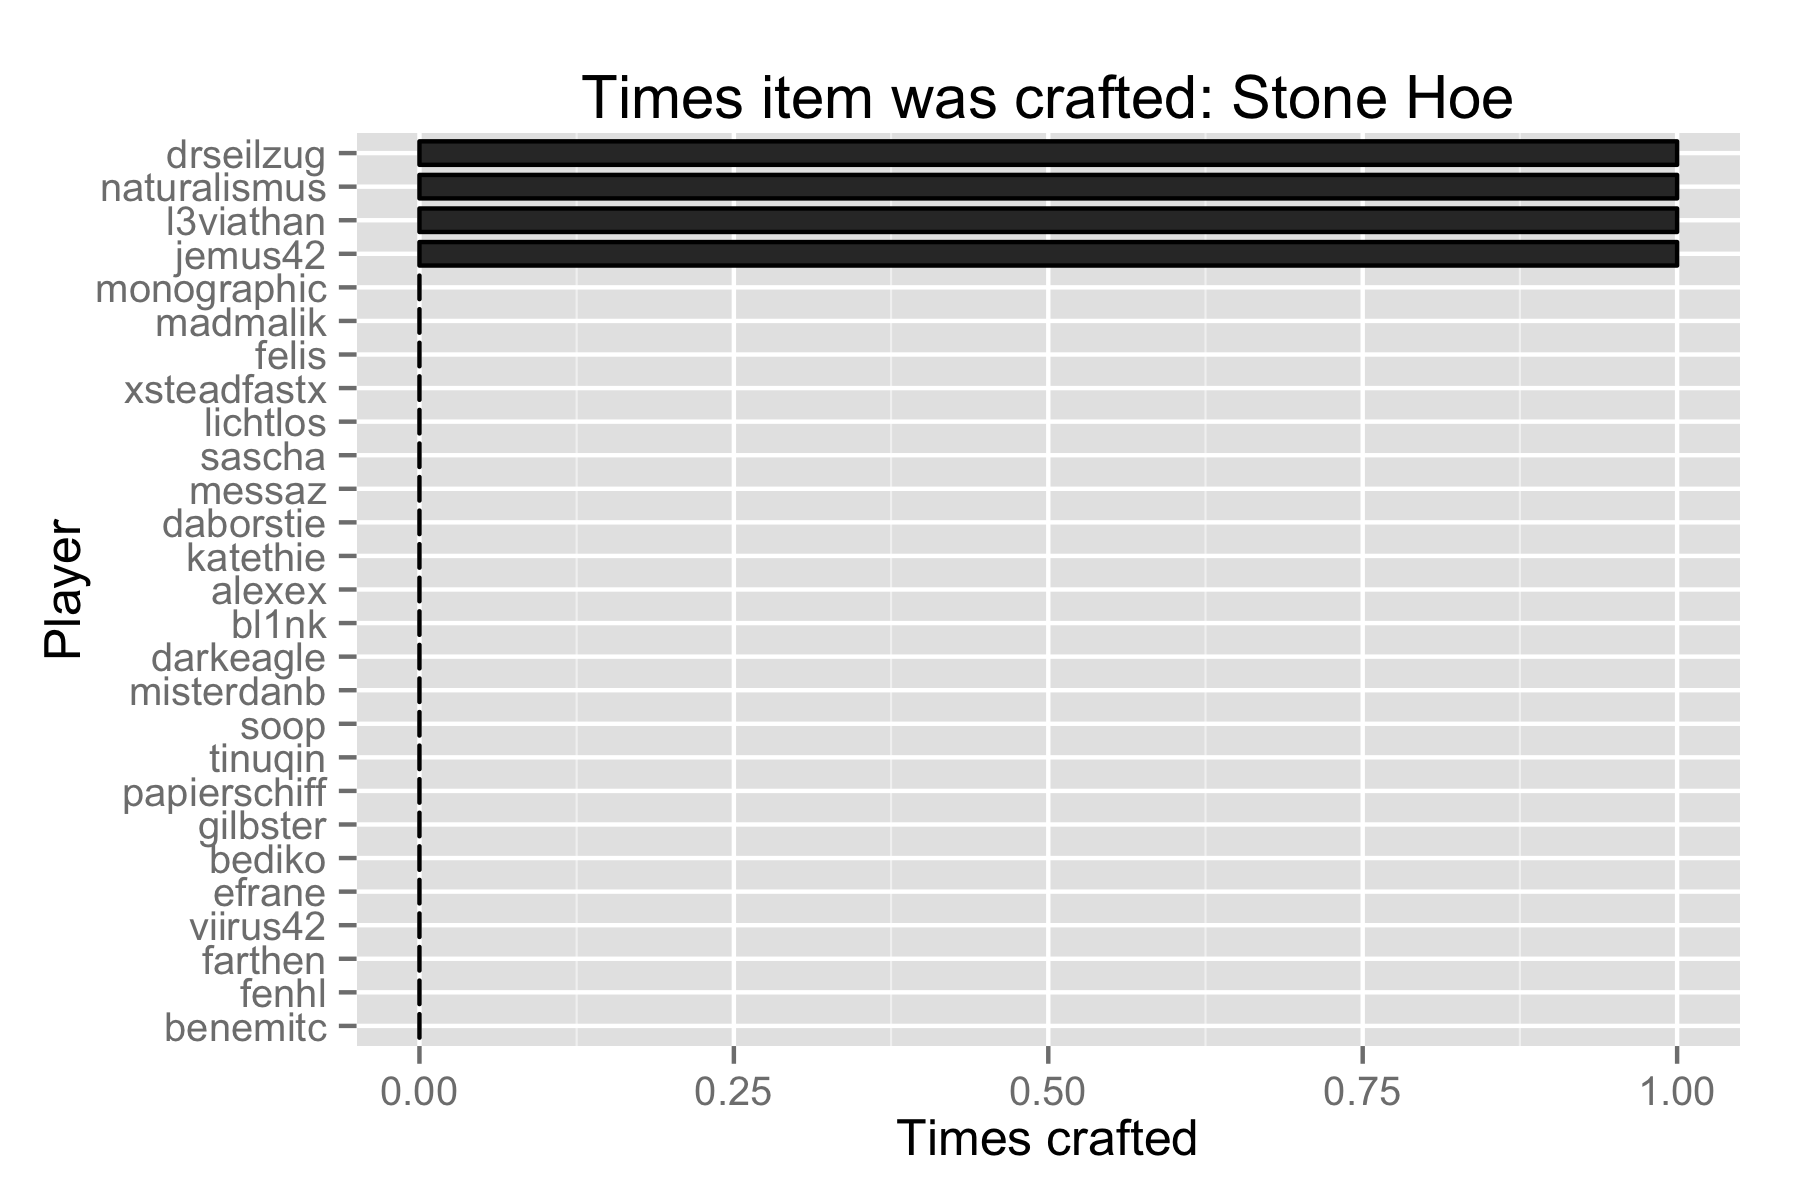 Times item was crafted: Stone Hoe
drseilzug
naturalismus
l3viathan
jemus42
monographic
madmalik
felis
xsteadfastx
lichtlos
sascha
messaz
daborstie
katethie
alexex
bl1nk
darkeagle
misterdanb
soop
tinuqin
papierschiff
gilbster
bediko
efrane
viirus42
farthen
fenhl
benemitc
Player
0.00 0.25 0.50 0.75 1.00
Times crafted